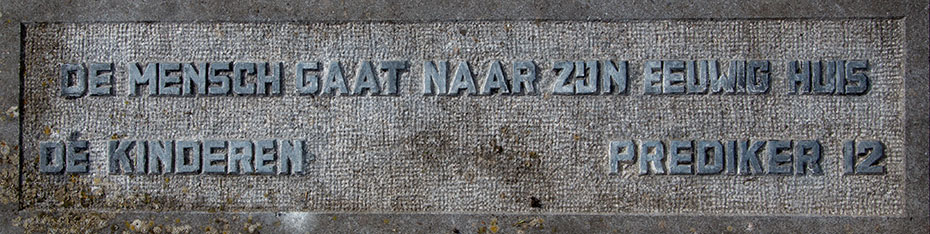 DE MENSCH GAAT NAAR ZIJN EEUWIG HUIS
DE KINDEREN PREDIKER 12